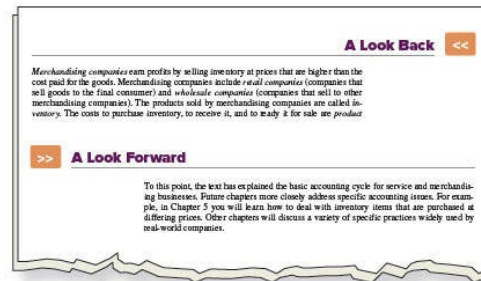 A Look Back <<
Merchandising companies earn profits by selling inventory at prices that are higher than the
cost paid for the goods. Merchandising companies include retail companies (companies that
sell goods to the final consumer) and wholesale companies (companies that sell to other
merchandising companies). The products sold by merchandising companies are called in-
ventory. The costs to purchase inventory, to receive it, and to ready it for sale are product
>> A Look Forward
To this point, the text has explained the basic accounting cycle for service and merchandis-
ing businesses. Future chapters more closely address specific accounting issues. For exam-
ple, in Chapter 5 you will learn how to deal with inventory items that are purchased at
differing prices. Other chapters will discuss a variety of specific practices widely used by
real-world companies.